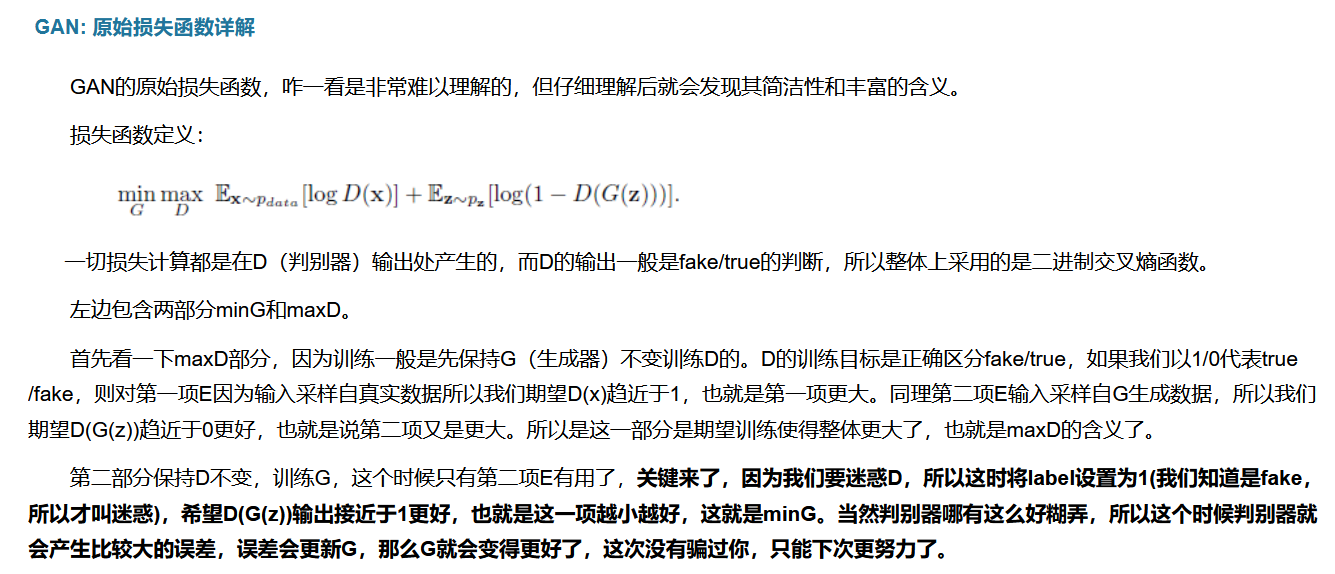 GAN: 原始损失函数详解
GAN的原始损失函数，咋一看是非常难以理解的，但仔细理解后就会发现其简洁性和丰富的含义。
损失函数定义：
min_G max_D 𝔼_{x∼p_{data}}[log D(x)] + 𝔼_{z∼p_z}[log(1 − D(G(z)))].
一切损失计算都是在D（判别器）输出处产生的，而D的输出一般是fake/true的判断，所以整体上采用的是二进制交叉熵函数。
左边包含两部分minG和maxD。
首先看一下maxD部分，因为训练一般是先保持G（生成器）不变训练D的。D的训练目标是正确区分fake/true，如果我们以1/0代表true
/fake，则对第一项E因为输入采样自真实数据所以我们期望D(x)趋近于1，也就是第一项更大。同理第二项E输入采样自G生成数据，所以我们
期望D(G(z))趋近于0更好，也就是说第二项又是更大。所以是这一部分是期望训练使得整体更大了，也就是maxD的含义了。
第二部分保持D不变，训练G，这个时候只有第二项E有用了，关键来了，因为我们要迷惑D，所以这时将label设置为1(我们知道是fake，
所以才叫迷惑)，希望D(G(z))输出接近于1更好，也就是这一项越小越好，这就是minG。当然判别器哪有这么好糊弄，所以这个时候判别器就
会产生比较大的误差，误差会更新G，那么G就会变得更好了，这次没有骗过你，只能下次更努力了。